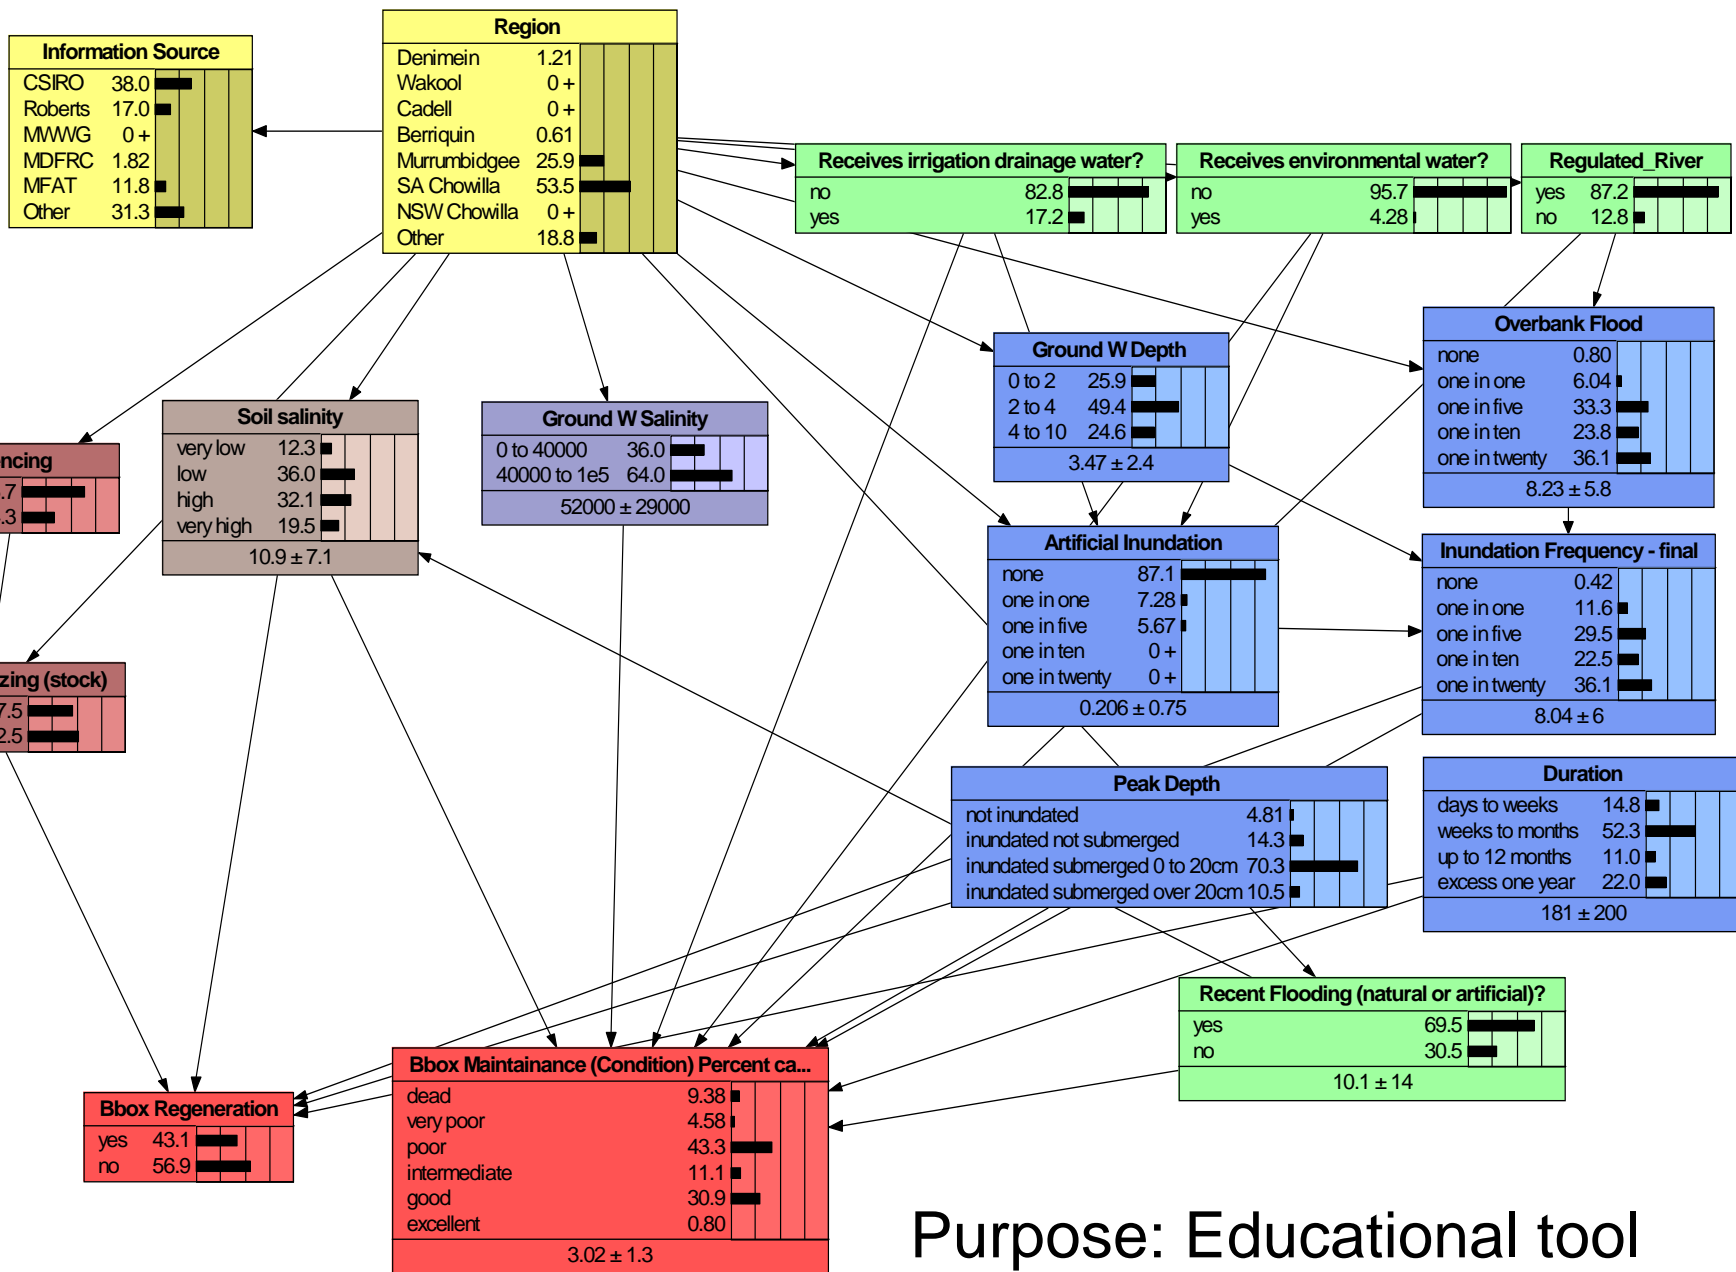 Region
Denimein 1.21
Wakool 0 +
Cadell 0 +
Berriquin 0.61
Murrumbidgee 25.9
SA Chowilla 53.5
NSW Chowilla 0 +
Other 18.8
Information Source
CSIRO 38.0
Roberts 17.0
MWWG 0 +
MDFRC 1.82
MFAT 11.8
Other 31.3
Receives irrigation drainage water?
no 82.8
yes 17.2
Receives environmental water?
no 95.7
yes 4.28
Regulated_River
yes 87.2
no 12.8
Overbank Flood
none 0.80
one in one 6.04
one in five 33.3
one in ten 23.8
one in twenty 36.1
8.23 ± 5.8
Ground W Depth
0 to 2 25.9
2 to 4 49.4
4 to 10 24.6
3.47 ± 2.4
Soil salinity
very low 12.3
low 36.0
high 32.1
very high 19.5
10.9 ± 7.1
Ground W Salinity
0 to 40000 36.0
40000 to 1e5 64.0
52000 ± 29000
ncing
.7
.3
Artificial Inundation
none 87.1
one in one 7.28
one in five 5.67
one in ten 0 +
one in twenty 0 +
0.206 ± 0.75
Inundation Frequency - final
none 0.42
one in one 11.6
one in five 29.5
one in ten 22.5
one in twenty 36.1
8.04 ± 6
zing (stock)
7.5
2.5
Peak Depth
not inundated 4.81
inundated not submerged 14.3
inundated submerged 0 to 20cm 70.3
inundated submerged over 20cm 10.5
Duration
days to weeks 14.8
weeks to months 52.3
up to 12 months 11.0
excess one year 22.0
181 ± 200
Recent Flooding (natural or artificial)?
yes 69.5
no 30.5
10.1 ± 14
Bbox Maintainance (Condition) Percent ca...
dead 9.38
very poor 4.58
poor 43.3
intermediate 11.1
good 30.9
excellent 0.80
3.02 ± 1.3
Bbox Regeneration
yes 43.1
no 56.9
Purpose: Educational tool